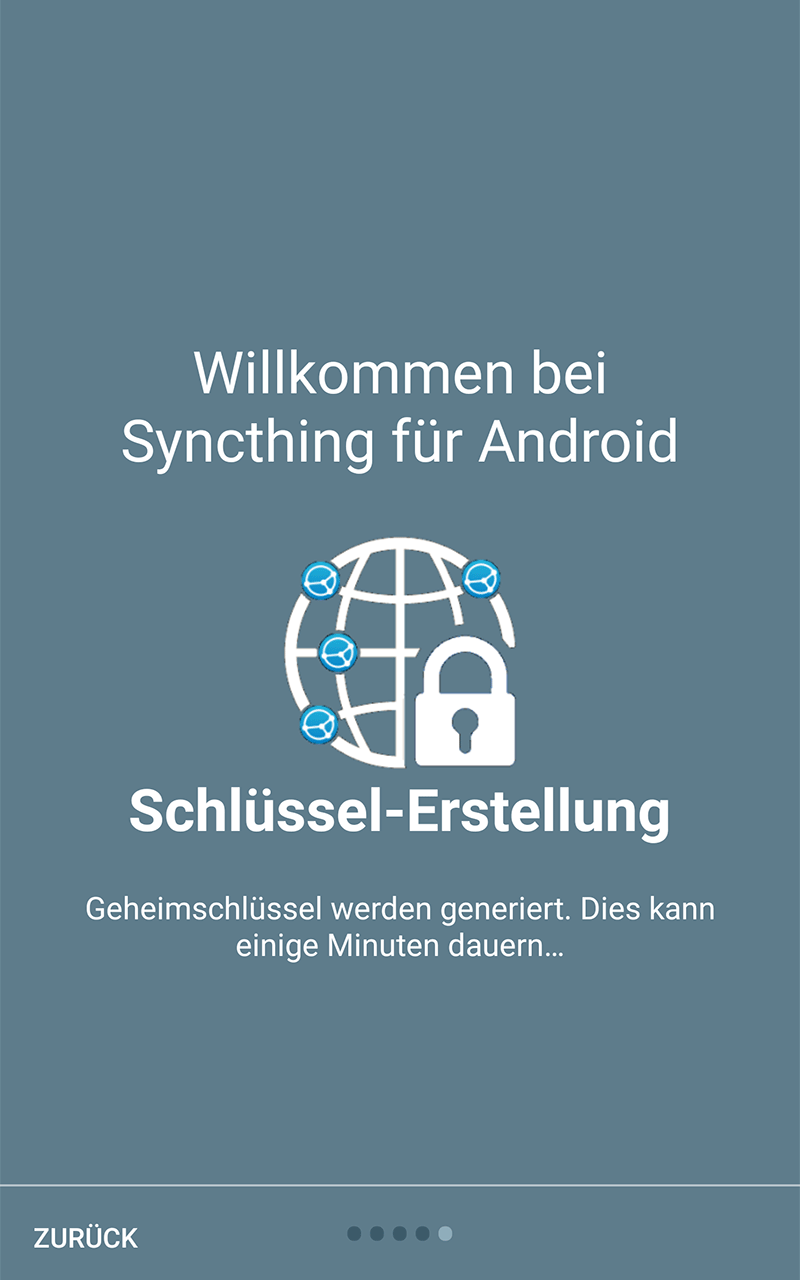 Willkommen bei
Syncthing für Android
Schlüssel-Erstellung
Geheimschlüssel werden generiert. Dies kann
einige Minuten dauern…
ZURÜCK